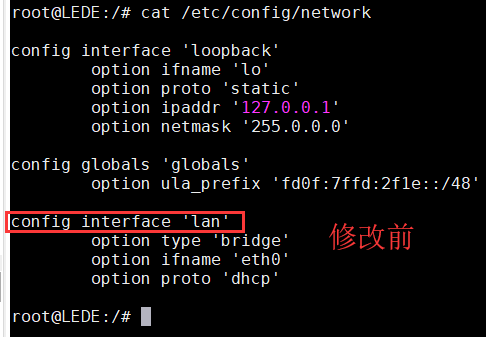 root@LEDE:/# cat /etc/config/network
config interface 'loopback'
option ifname 'lo'
option proto 'static'
option ipaddr '127.0.0.1'
option netmask '255.0.0.0'
config globals 'globals'
option ula_prefix 'fd0f:7ffd:2f1e::/48'
config interface 'lan'
option type 'bridge'
修改前
option ifname 'eth0'
option proto 'dhcp'
root@LEDE:/#